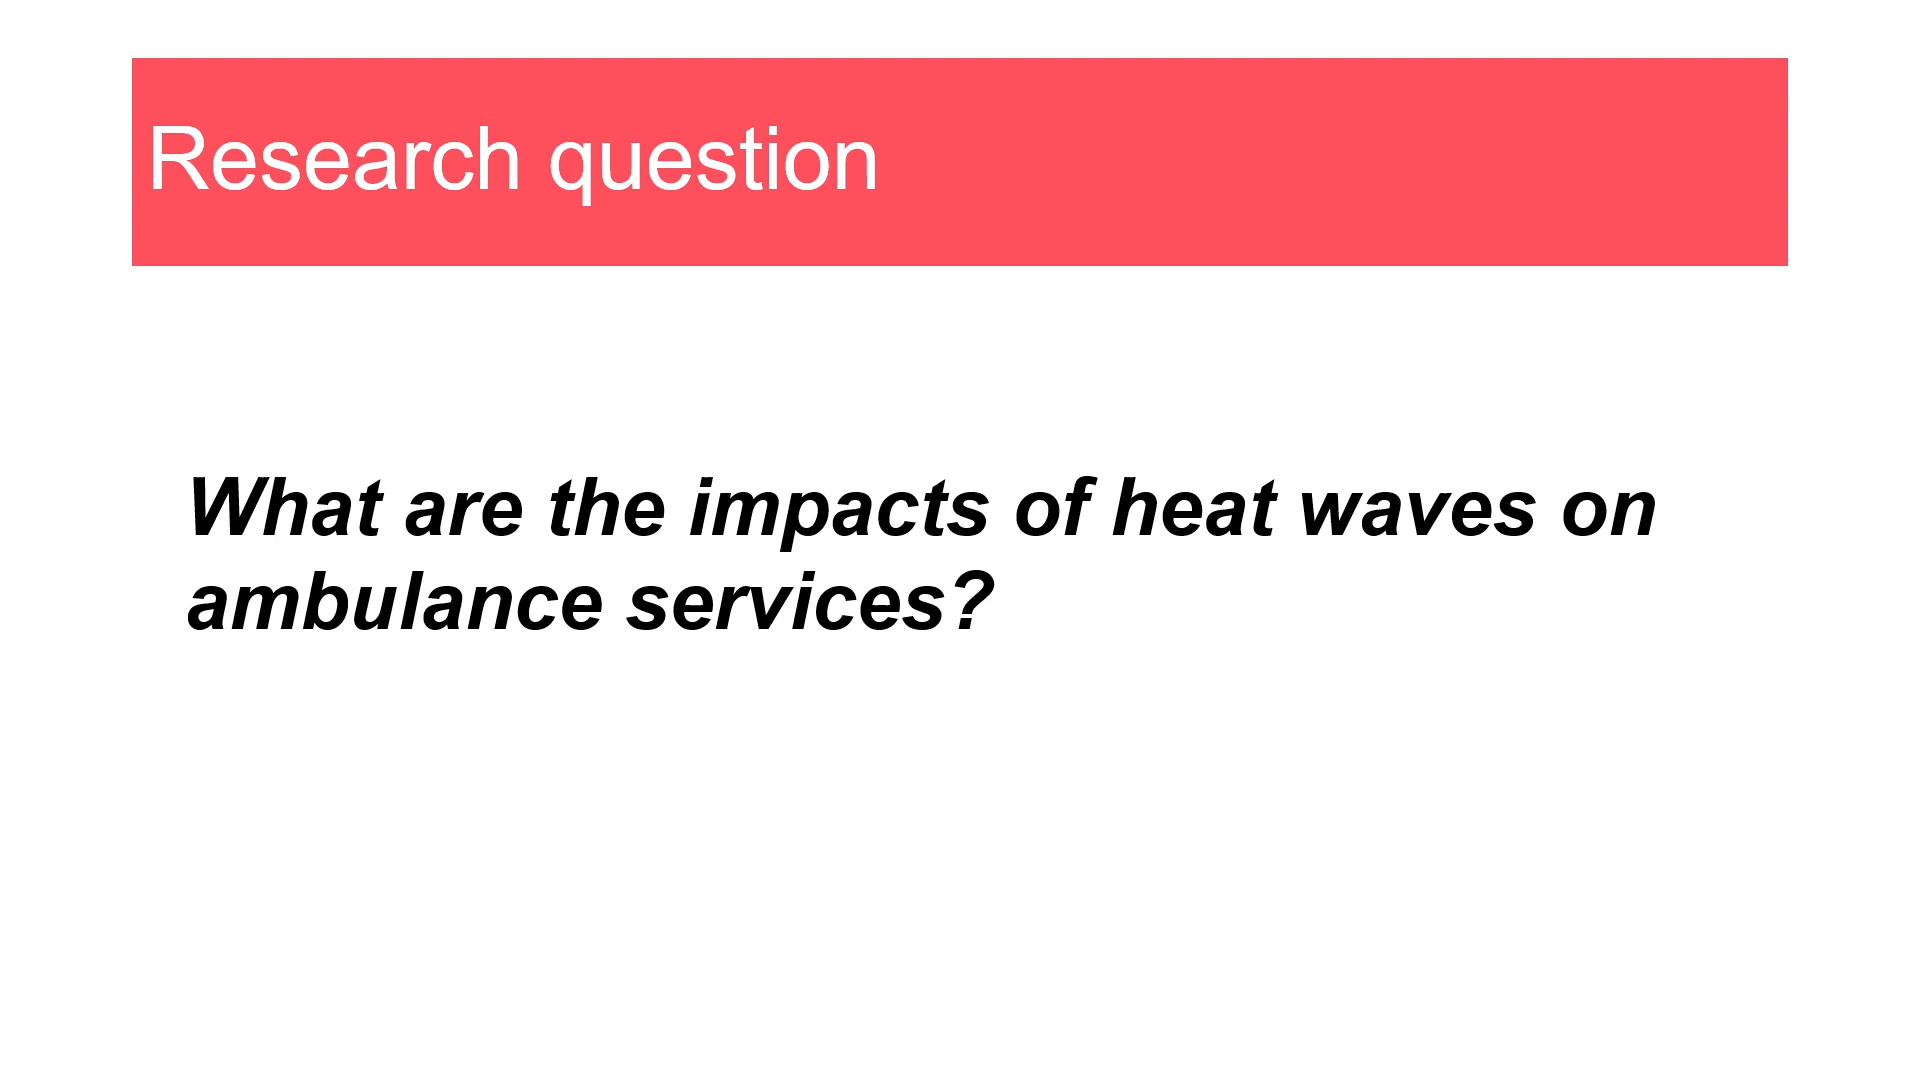 Research question
What are the impacts of heat waves on
ambulance services?